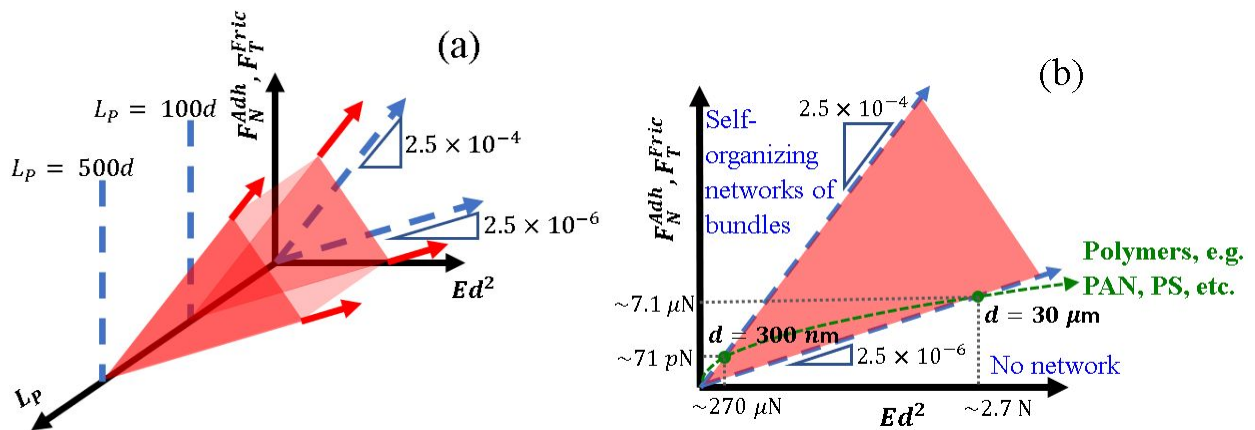 (a)
F_N^Adh, F_T^Fric
L_P = 100d
L_P = 500d
2.5 × 10^-4
2.5 × 10^-6
Ed^2
L_P
(b)
F_N^Adh, F_T^Fric
2.5 × 10^-4
Self-
organizing
networks of
bundles
Polymers, e.g.
PAN, PS, etc.
~7.1 μN
d = 30 μm
d = 300 nm
~71 pN
2.5 × 10^-6
No network
~270 μN
Ed^2
~2.7 N